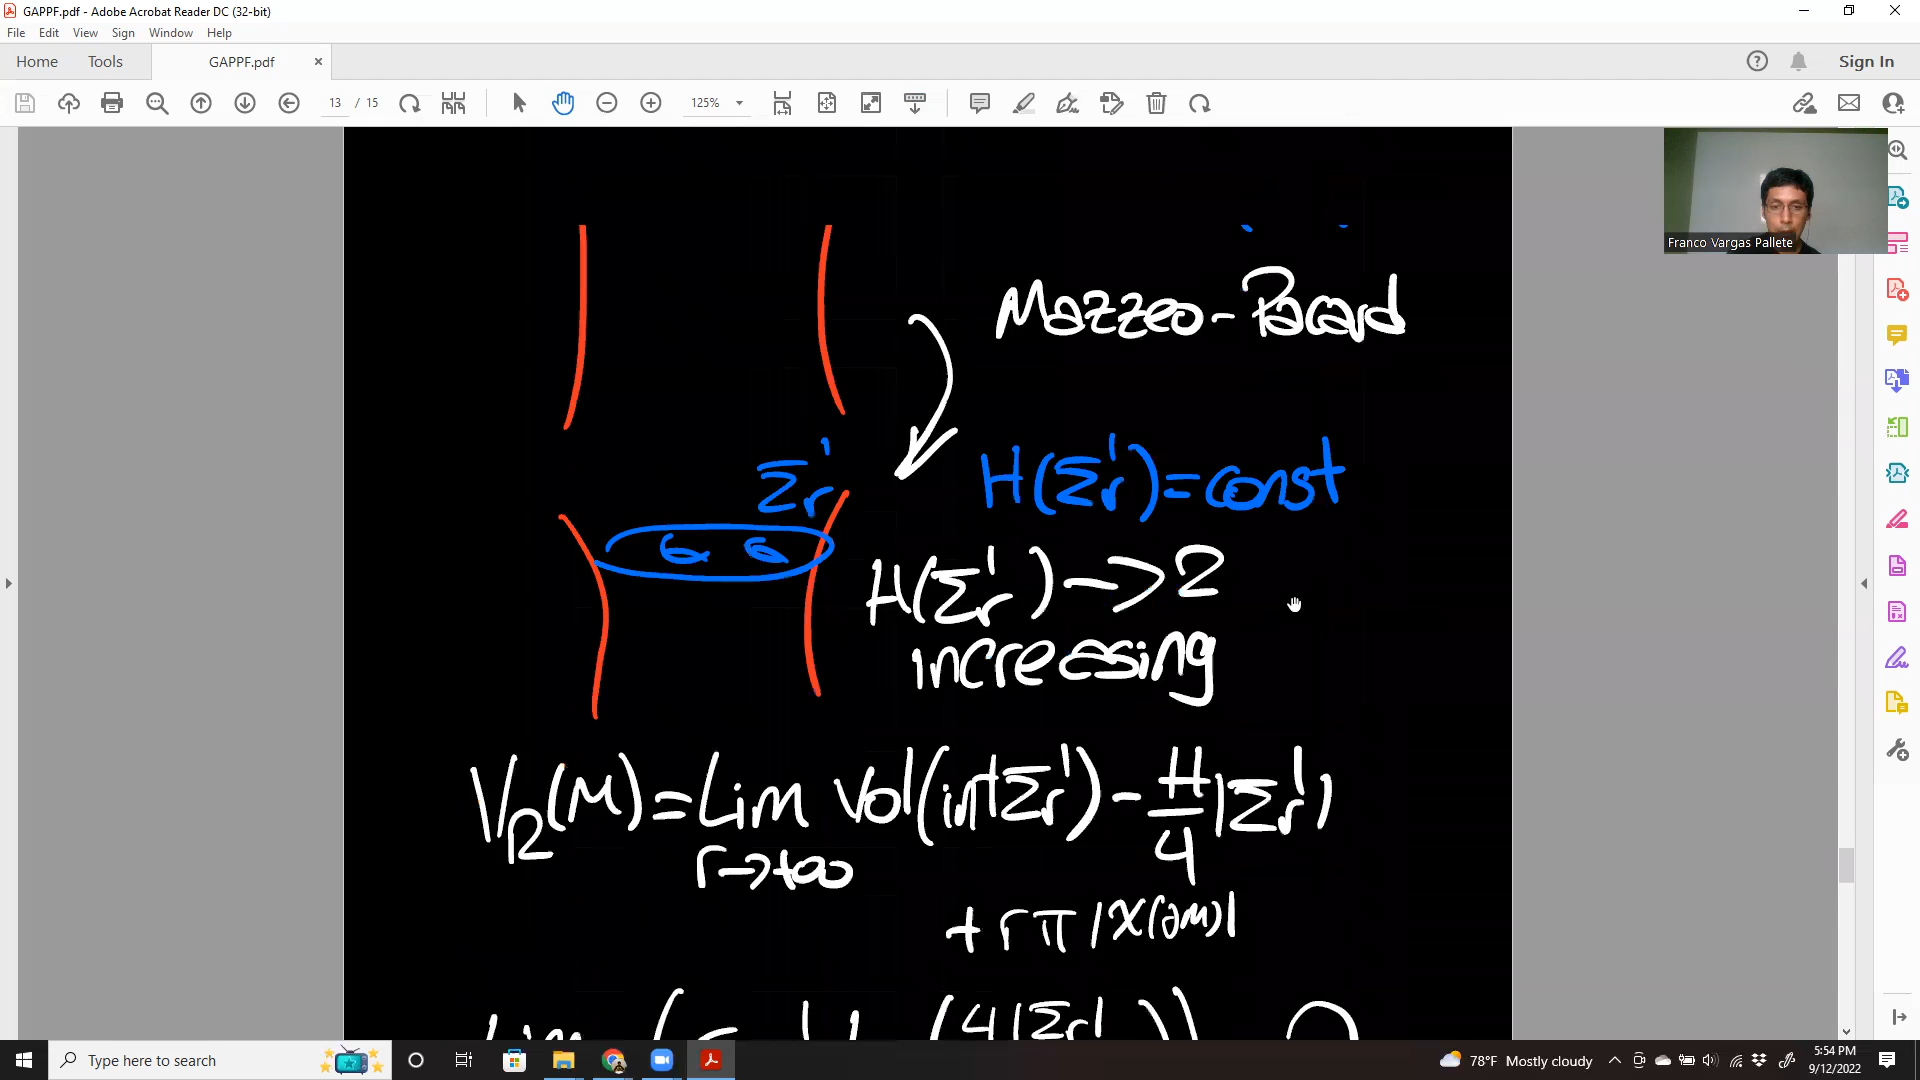 GAPPF.pdf - Adobe Acrobat Reader DC (32-bit)
File Edit View Sign Window Help
Home Tools GAPPF.pdf Sign In
13 / 15 125%
Franco Vargas Pallete
Mazzeo-Pacard
Σr' H(Σr')=const
H(Σr')->2
increasing
VR(M)=Lim Vol(intΣr')-H/4|Σr'|
r->+∞
+rπ|χ(∂M)|
Type here to search
78°F Mostly cloudy
5:54 PM
9/12/2022